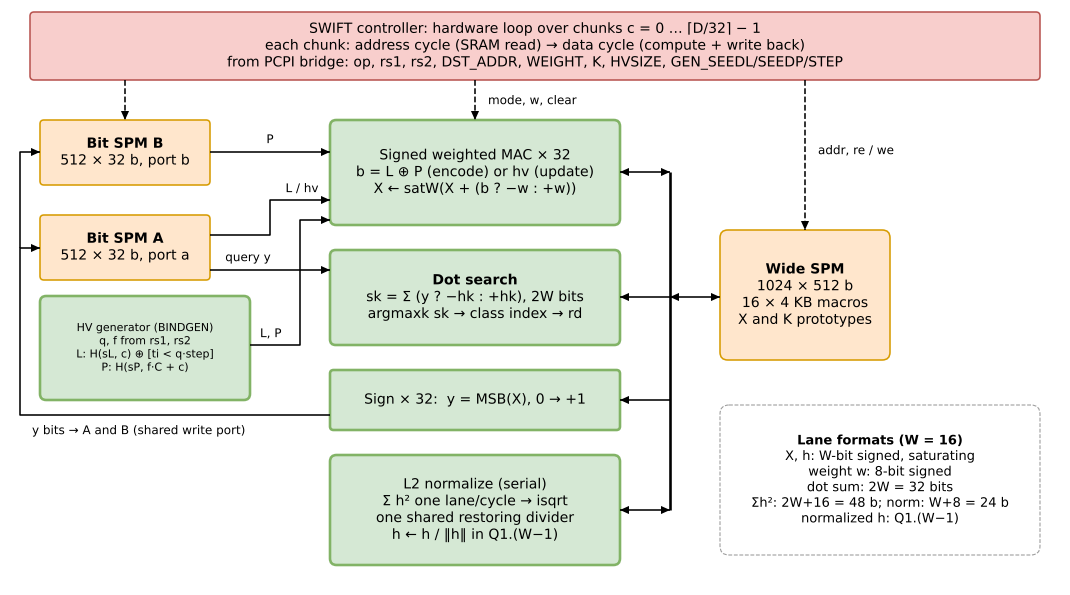 SWIFT controller: hardware loop over chunks c = 0 … ⌈D/32⌉ − 1
each chunk: address cycle (SRAM read) → data cycle (compute + write back)
from PCPI bridge: op, rs1, rs2, DST_ADDR, WEIGHT, K, HVSIZE, GEN_SEEDL/SEEDP/STEP
mode, w, clear
addr, re / we
Bit SPM B
512 × 32 b, port b
P
Signed weighted MAC × 32
b = L ⊕ P (encode) or hv (update)
X ← satW(X + (b ? −w : +w))
L / hv
Bit SPM A
512 × 32 b, port a
query y
Dot search
sk = Σ (y ? −hk : +hk), 2W bits
argmaxk sk → class index → rd
Wide SPM
1024 × 512 b
16 × 4 KB macros
X and K prototypes
HV generator (BINDGEN)
q, f from rs1, rs2
L: H(sL, c) ⊕ [ti < q·step]
P: H(sP, f·C + c)
L, P
Sign × 32:  y = MSB(X), 0 → +1
y bits → A and B (shared write port)
L2 normalize (serial)
Σ h² one lane/cycle → isqrt
one shared restoring divider
h ← h / ‖h‖ in Q1.(W−1)
Lane formats (W = 16)
X, h: W-bit signed, saturating
weight w: 8-bit signed
dot sum: 2W = 32 bits
Σh²: 2W+16 = 48 b; norm: W+8 = 24 b
normalized h: Q1.(W−1)